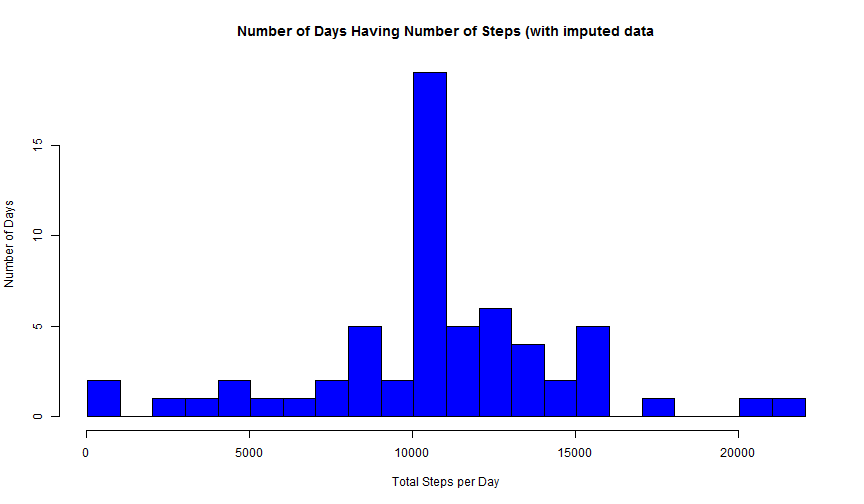 Number of Days Having Number of Steps (with imputed data
15
10
5
0
Number of Days
0 5000 10000 15000 20000
Total Steps per Day